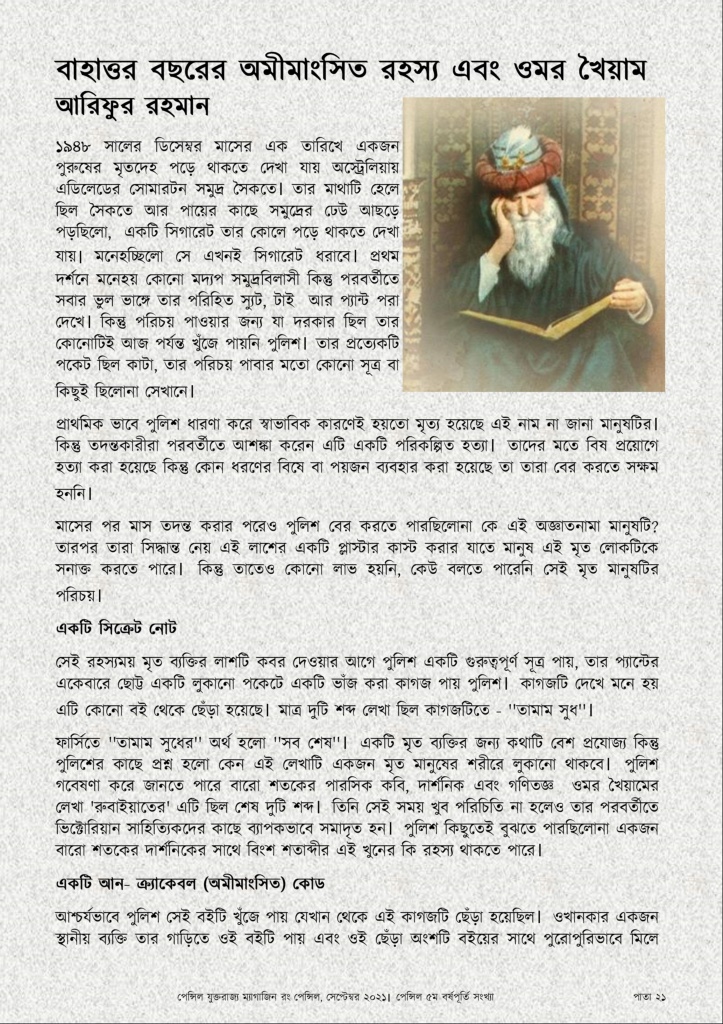 বাহাত্তর বছরের অমীমাংসিত রহস্য এবং ওমর খৈয়াম
আরিফুর রহমান
১৯৪৮ সালের ডিসেম্বর মাসের এক তারিখে একজন
পুরুষের মৃতদেহ পড়ে থাকতে দেখা যায় অস্ট্রেলিয়ায়
এডিলেডের সোমারটন সমুদ্র সৈকতে। তার মাথাটি হেলে
ছিল সৈকতে আর পায়ের কাছে সমুদ্রের ঢেউ আছড়ে
পড়ছিলো, একটি সিগারেট তার কোলে পড়ে থাকতে দেখা
যায়। মনেহচ্ছিলো সে এখনই সিগারেট ধরাবে। প্রথম
দর্শনে মনেহয় কোনো মদ্যপ সমুদ্রবিলাসী কিন্তু পরবর্তীতে
সবার ভুল ভাঙ্গে তার পরিহিত স্যুট, টাই আর প্যান্ট পরা
দেখে। কিন্তু পরিচয় পাওয়ার জন্য যা দরকার ছিল তার
কোনোটিই আজ পর্যন্ত খুঁজে পায়নি পুলিশ। তার প্রত্যেকটি
পকেট ছিল কাটা, তার পরিচয় পাবার মতো কোনো সূত্র বা
কিছুই ছিলোনা সেখানে।
প্রাথমিক ভাবে পুলিশ ধারণা করে স্বাভাবিক কারণেই হয়তো মৃত্য হয়েছে এই নাম না জানা মানুষটির।
কিন্তু তদন্তকারীরা পরবর্তীতে আশঙ্কা করেন এটি একটি পরিকল্পিত হত্যা। তাদের মতে বিষ প্রয়োগে
হত্যা করা হয়েছে কিন্তু কোন ধরণের বিষে বা পয়জন ব্যবহার করা হয়েছে তা তারা বের করতে সক্ষম
হননি।
মাসের পর মাস তদন্ত করার পরেও পুলিশ বের করতে পারছিলোনা কে এই অজ্ঞাতনামা মানুষটি?
তারপর তারা সিদ্ধান্ত নেয় এই লাশের একটি প্লাস্টার কাস্ট করার যাতে মানুষ এই মৃত লোকটিকে
সনাক্ত করতে পারে। কিন্তু তাতেও কোনো লাভ হয়নি, কেউ বলতে পারেনি সেই মৃত মানুষটির
পরিচয়।
একটি সিক্রেট নোট
সেই রহস্যময় মৃত ব্যক্তির লাশটি কবর দেওয়ার আগে পুলিশ একটি গুরুত্বপূর্ণ সূত্র পায়, তার প্যান্টের
একেবারে ছোট্ট একটি লুকানো পকেটে একটি ভাঁজ করা কাগজ পায় পুলিশ। কাগজটি দেখে মনে হয়
এটি কোনো বই থেকে ছেঁড়া হয়েছে। মাত্র দুটি শব্দ লেখা ছিল কাগজটিতে - "তামাম সুধ"।
ফার্সিতে "তামাম সুধের" অর্থ হলো "সব শেষ"। একটি মৃত ব্যক্তির জন্য কথাটি বেশ প্রযোজ্য কিন্তু
পুলিশের কাছে প্রশ্ন হলো কেন এই লেখাটি একজন মৃত মানুষের শরীরে লুকানো থাকবে। পুলিশ
গবেষণা করে জানতে পারে বারো শতকের পারসিক কবি, দার্শনিক এবং গণিতজ্ঞ ওমর খৈয়ামের
লেখা 'রুবাইয়াতের' এটি ছিল শেষ দুটি শব্দ। তিনি সেই সময় খুব পরিচিতি না হলেও তার পরবর্তীতে
ভিক্টোরিয়ান সাহিত্যিকদের কাছে ব্যাপকভাবে সমাদৃত হন। পুলিশ কিছুতেই বুঝতে পারছিলোনা একজন
বারো শতকের দার্শনিকের সাথে বিংশ শতাব্দীর এই খুনের কি রহস্য থাকতে পারে।
একটি আন- ক্র্যাকেবল (অমীমাংসিত) কোড
আশ্চর্যভাবে পুলিশ সেই বইটি খুঁজে পায় যেখান থেকে এই কাগজটি ছেঁড়া হয়েছিল। ওখানকার একজন
স্থানীয় ব্যক্তি তার গাড়িতে ওই বইটি পায় এবং ওই ছেঁড়া অংশটি বইয়ের সাথে পুরোপুরিভাবে মিলে
পেন্সিল যুক্তরাজ্য ম্যাগাজিন রং পেন্সিল, সেপ্টেম্বর ২০২১। পেন্সিল ৫ম বর্ষপূর্তি সংখ্যা পাতা ২১